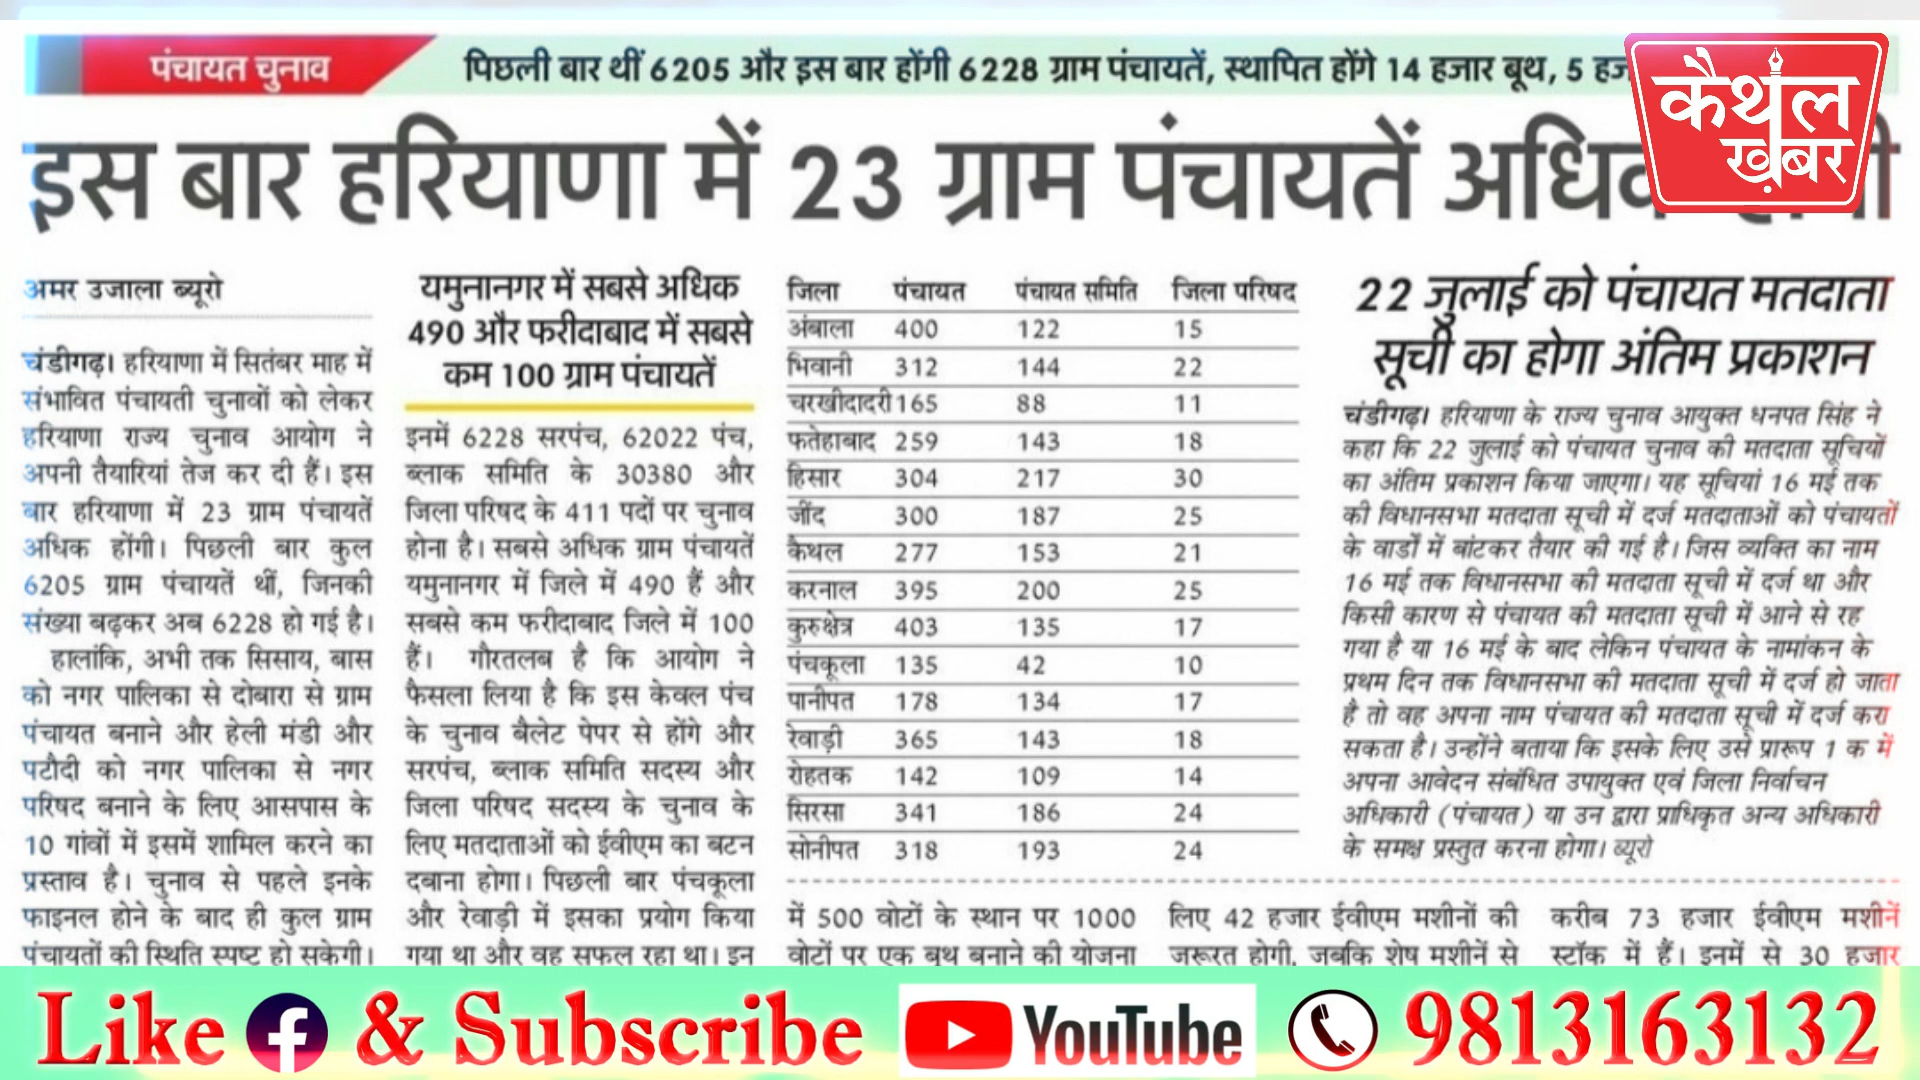 पंचायत चुनाव
पिछली बार थीं 6205 और इस बार होंगी 6228 ग्राम पंचायतें, स्थापित होंगे 14 हजार बूथ, 5
कैथल
ख़बर
इस बार हरियाणा में 23 ग्राम पंचायतें
अमर उजाला ब्यूरो
चंडीगढ़। हरियाणा में सितंबर माह में
संभावित पंचायती चुनावों को लेकर
हरियाणा राज्य चुनाव आयोग ने
अपनी तैयारियां तेज कर दी हैं। इस
बार हरियाणा में 23 ग्राम पंचायतें
अधिक होंगी। पिछली बार कुल
6205 ग्राम पंचायतें थीं, जिनकी
संख्या बढ़कर अब 6228 हो गई है।
हालांकि, अभी तक सिसाय, बास
को नगर पालिका से दोबारा से ग्राम
पंचायत बनाने और हेली मंडी और
पटौदी को नगर पालिका से नगर
परिषद बनाने के लिए आसपास के
10 गांवों में इसमें शामिल करने का
प्रस्ताव है। चुनाव से पहले इनके
फाइनल होने के बाद ही कुल ग्राम
पंचायतों की स्थिति स्पष्ट हो सकेगी।
यमुनानगर में सबसे अधिक
490 और फरीदाबाद में सबसे
कम 100 ग्राम पंचायतें
इनमें 6228 सरपंच, 62022 पंच,
ब्लाक समिति के 30380 और
जिला परिषद के 411 पदों पर चुनाव
होना है। सबसे अधिक ग्राम पंचायतें
यमुनानगर में जिले में 490 हैं और
सबसे कम फरीदाबाद जिले में 100
हैं। गौरतलब है कि आयोग ने
फैसला लिया है कि इस केवल पंच
के चुनाव बैलेट पेपर से होंगे और
सरपंच, ब्लाक समिति सदस्य और
जिला परिषद सदस्य के चुनाव के
लिए मतदाताओं को ईवीएम का बटन
दबाना होगा। पिछली बार पंचकूला
और रेवाड़ी में इसका प्रयोग किया
गया था और वह सफल रहा था। इन
जिला पंचायत पंचायत समिति जिला परिषद
अंबाला 400 122 15
भिवानी 312 144 22
चरखीदादरी 165 88 11
फतेहाबाद 259 143 18
हिसार 304 217 30
जींद 300 187 25
कैथल 277 153 21
करनाल 395 200 25
कुरुक्षेत्र 403 135 17
पंचकूला 135 42 10
पानीपत 178 134 17
रेवाड़ी 365 143 18
रोहतक 142 109 14
सिरसा 341 186 24
सोनीपत 318 193 24
22 जुलाई को पंचायत मतदाता
सूची का होगा अंतिम प्रकाशन
चंडीगढ़। हरियाणा के राज्य चुनाव आयुक्त धनपत सिंह ने
कहा कि 22 जुलाई को पंचायत चुनाव की मतदाता सूचियों
का अंतिम प्रकाशन किया जाएगा। यह सूचियां 16 मई तक
की विधानसभा मतदाता सूची में दर्ज मतदाताओं को पंचायतों
के वार्डों में बांटकर तैयार की गई है। जिस व्यक्ति का नाम
16 मई तक विधानसभा की मतदाता सूची में दर्ज था और
किसी कारण से पंचायत की मतदाता सूची में आने से रह
गया है या 16 मई के बाद लेकिन पंचायत के नामांकन के
प्रथम दिन तक विधानसभा की मतदाता सूची में दर्ज हो जाता
है तो वह अपना नाम पंचायत की मतदाता सूची में दर्ज करा
सकता है। उन्होंने बताया कि इसके लिए उसे प्रारूप 1 क में
अपना आवेदन संबंधित उपायुक्त एवं जिला निर्वाचन
अधिकारी (पंचायत) या उन द्वारा प्राधिकृत अन्य अधिकारी
के समक्ष प्रस्तुत करना होगा। ब्यूरो
में 500 वोटों के स्थान पर 1000
वोटों पर एक बूथ बनाने की योजना
लिए 42 हजार ईवीएम मशीनों की
जरूरत होगी, जबकि शेष मशीनें से
करीब 73 हजार ईवीएम मशीनें
स्टॉक में हैं। इनमें से 30 हजार
Like & Subscribe YouTube 9813163132